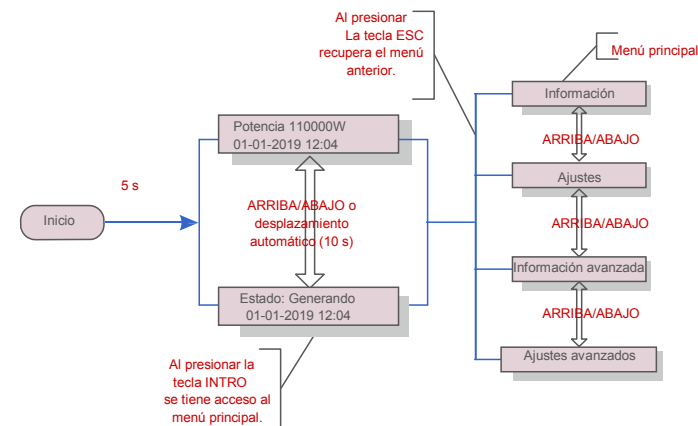 Al presionar
La tecla ESC
recupera el menú
anterior.
Menú principal
Información
Potencia 110000W
01-01-2019 12:04
ARRIBA/ABAJO
Ajustes
5 s
ARRIBA/ABAJO o
desplazamiento
automático (10 s)
Inicio
ARRIBA/ABAJO
Información avanzada
Estado: Generando
01-01-2019 12:04
ARRIBA/ABAJO
Ajustes avanzados
Al presionar la
tecla INTRO
se tiene acceso al
menú principal.